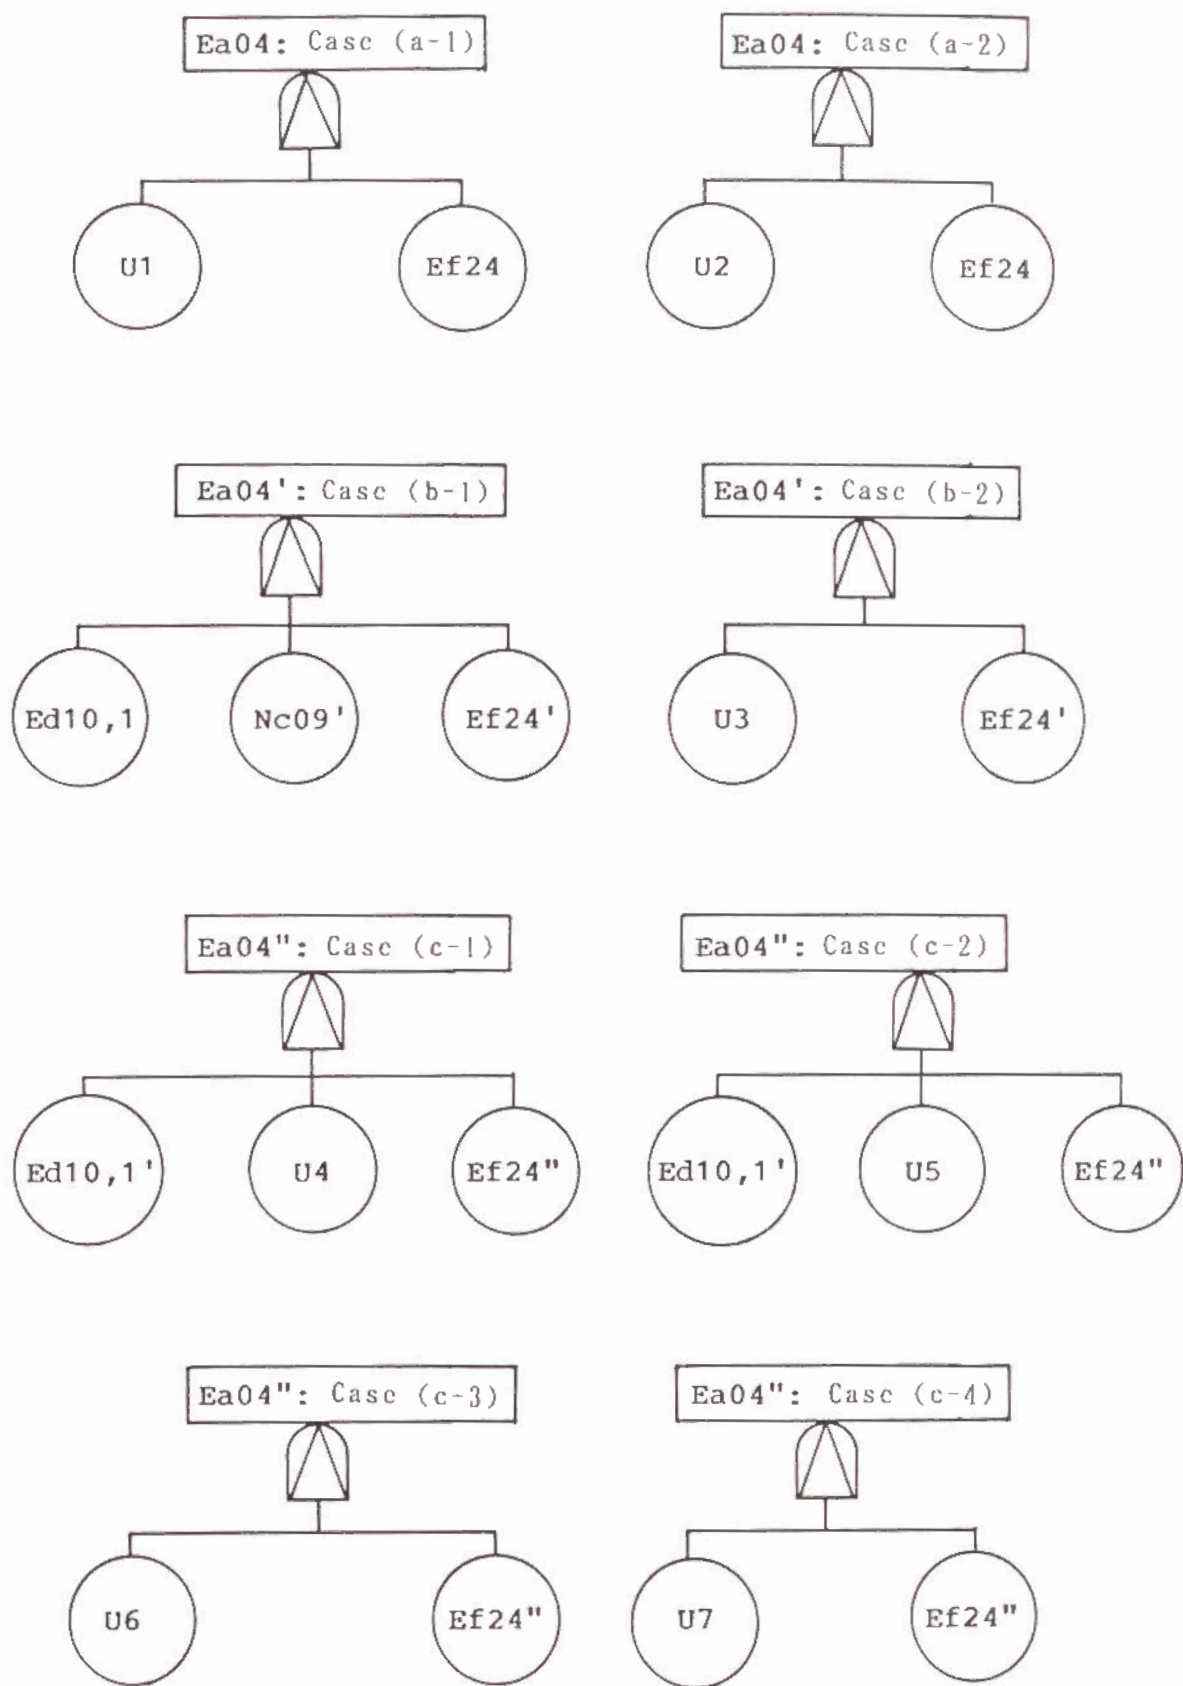 Ea04: Case (a-1)
Ea04: Case (a-2)
U1
Ef24
U2
Ef24
Ea04': Case (b-1)
Ea04': Case (b-2)
Ed10,1
Nc09'
Ef24'
U3
Ef24'
Ea04": Case (c-1)
Ea04": Case (c-2)
Ed10,1'
U4
Ef24"
Ed10,1'
U5
Ef24"
Ea04": Case (c-3)
Ea04": Case (c-4)
U6
Ef24"
U7
Ef24"